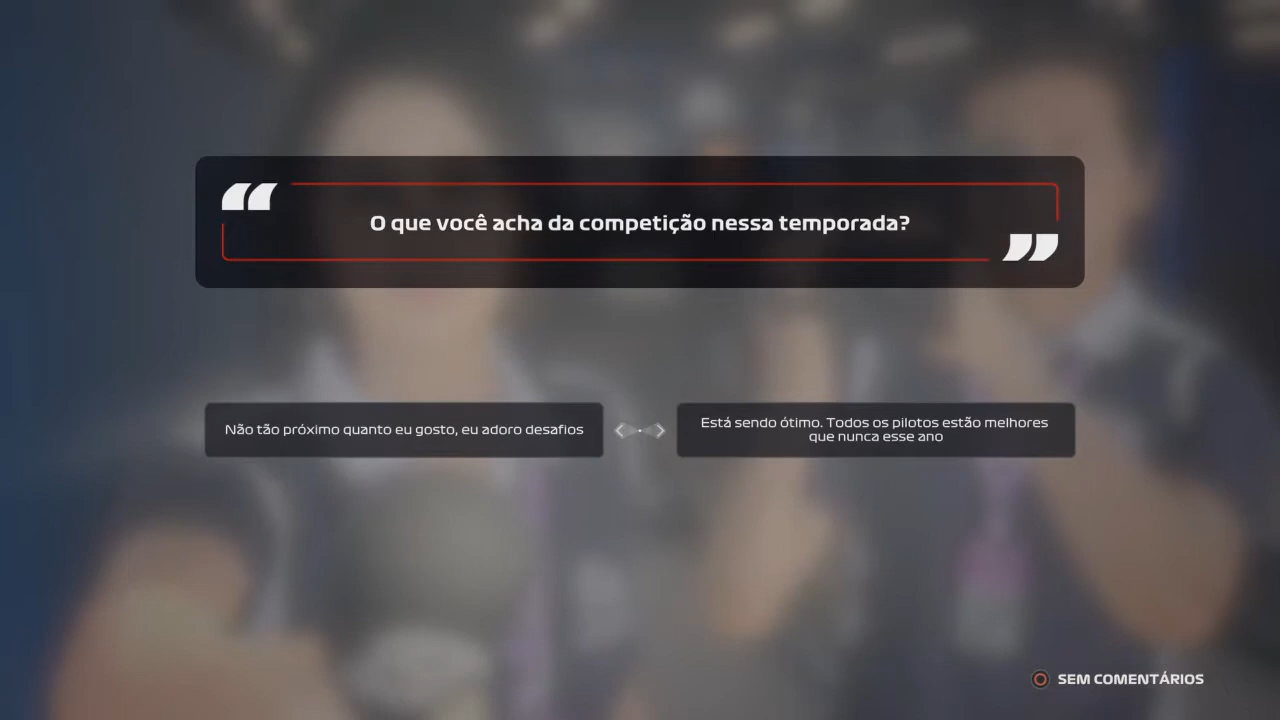 O que você acha da competição nessa temporada?
Não tão próximo quanto eu gosto, eu adoro desafios
Está sendo ótimo. Todos os pilotos estão melhores
que nunca esse ano
SEM COMENTÁRIOS